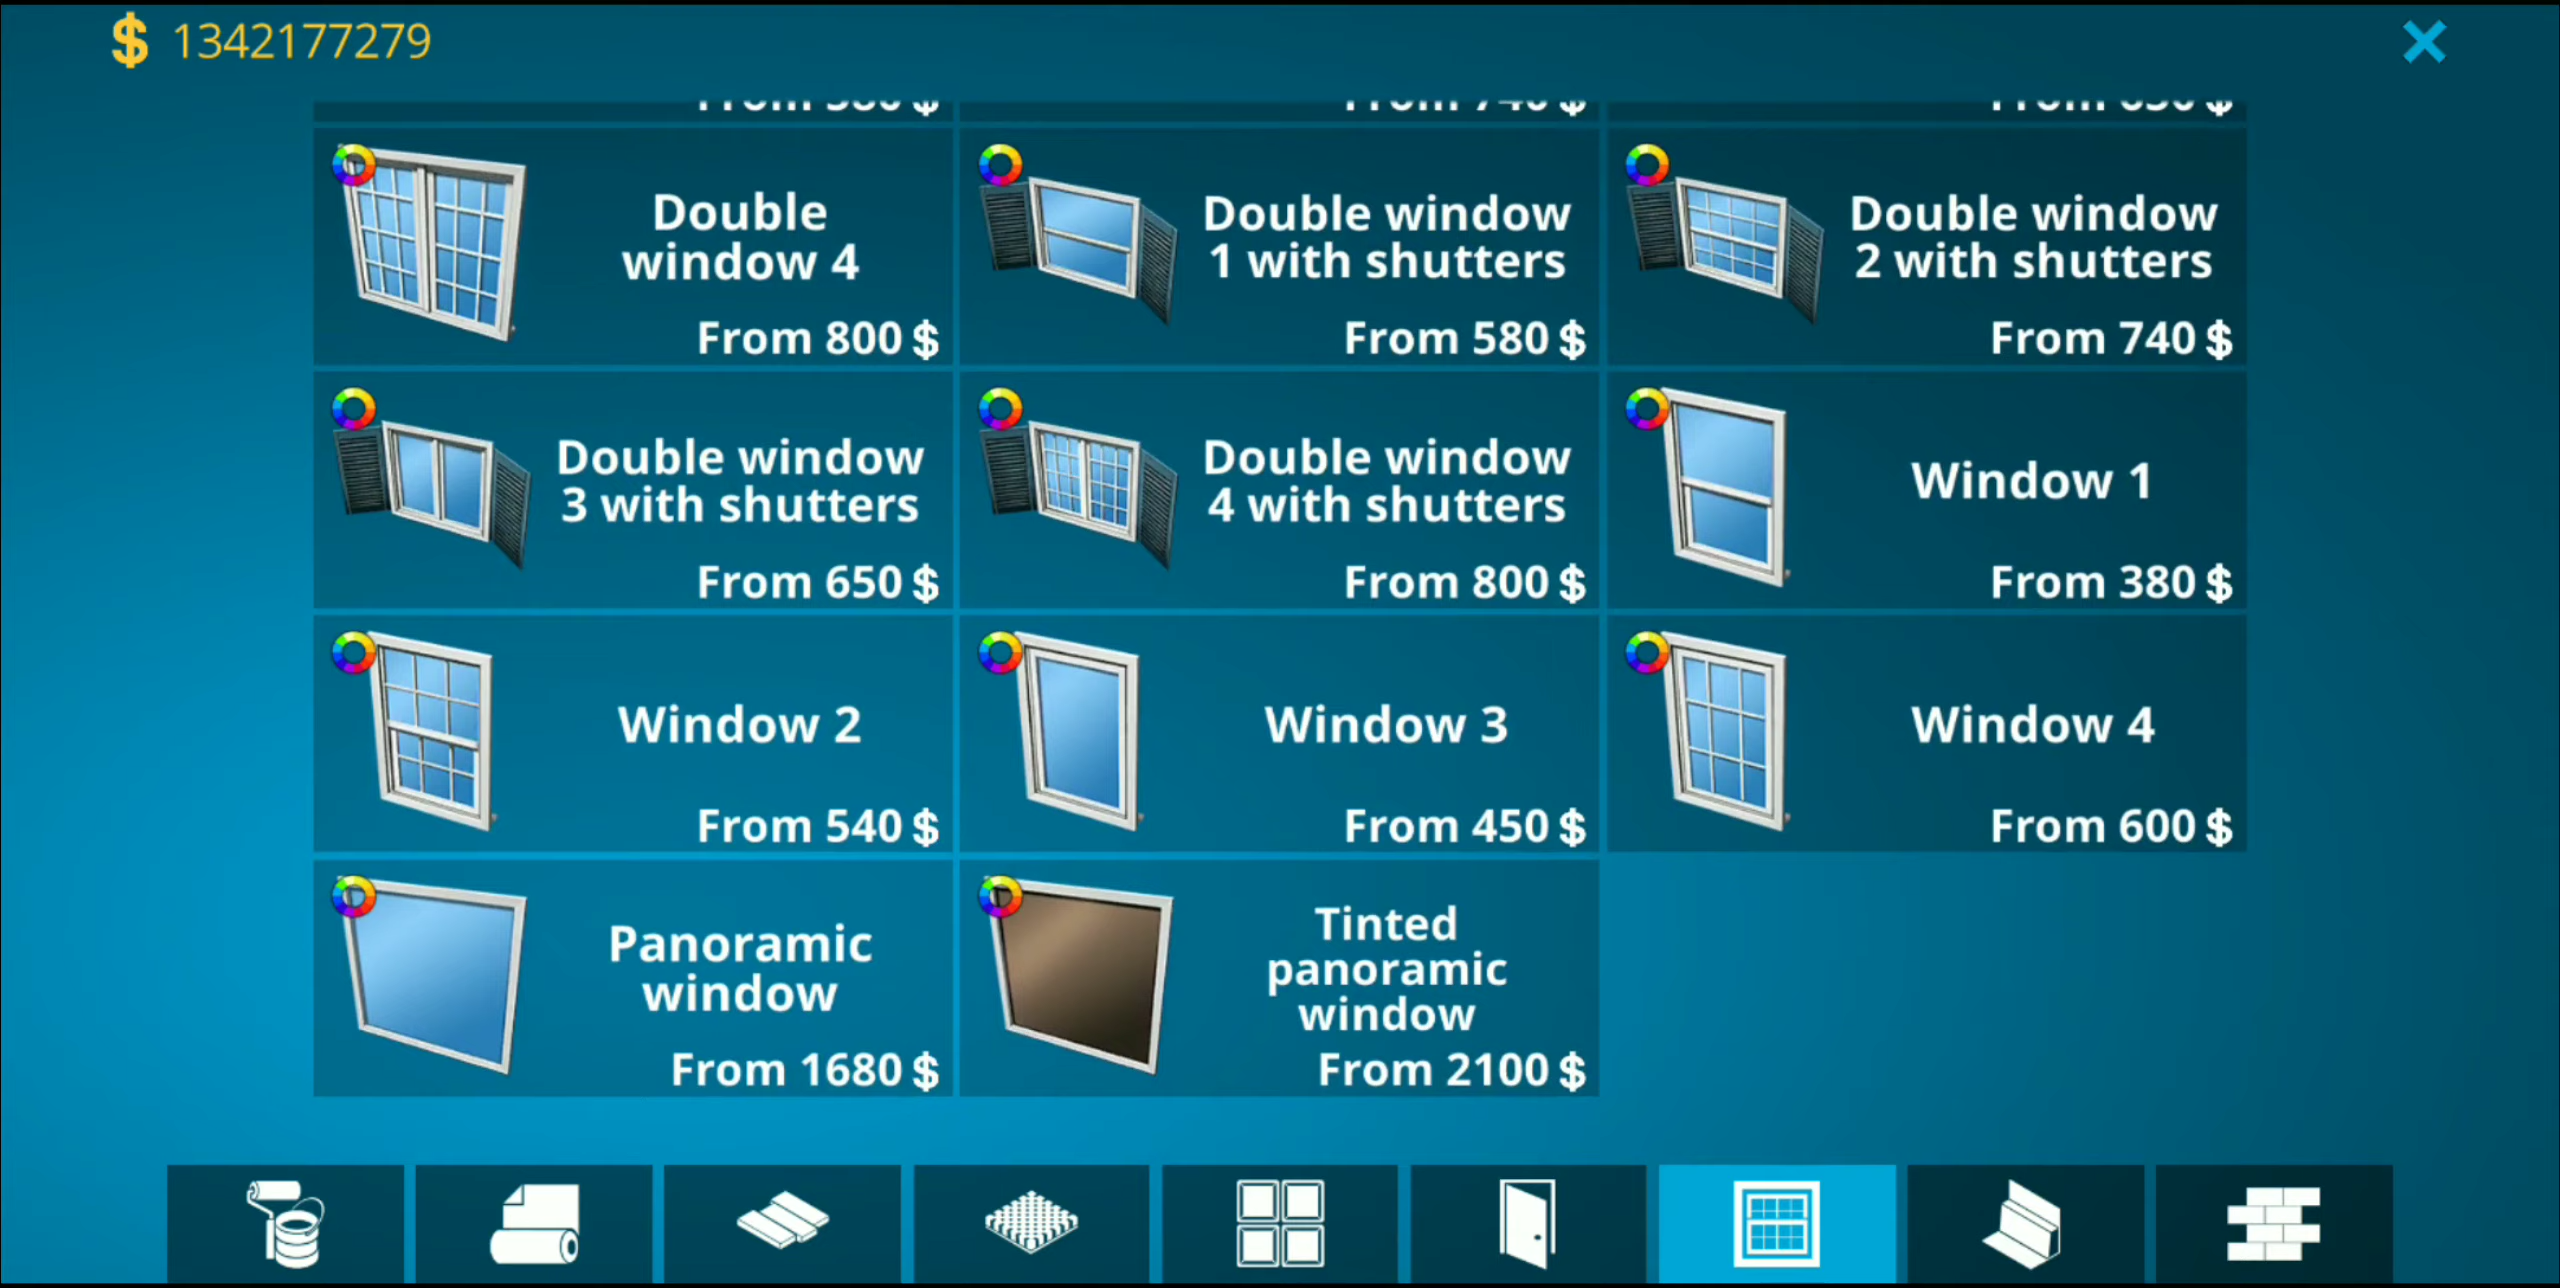 $ 1342177279
Double
window 4
From 800 $
Double window
1 with shutters
From 580 $
Double window
2 with shutters
From 740 $
Double window
3 with shutters
From 650 $
Double window
4 with shutters
From 800 $
Window 1
From 380 $
Window 2
From 540 $
Window 3
From 450 $
Window 4
From 600 $
Panoramic
window
From 1680 $
Tinted
panoramic
window
From 2100 $